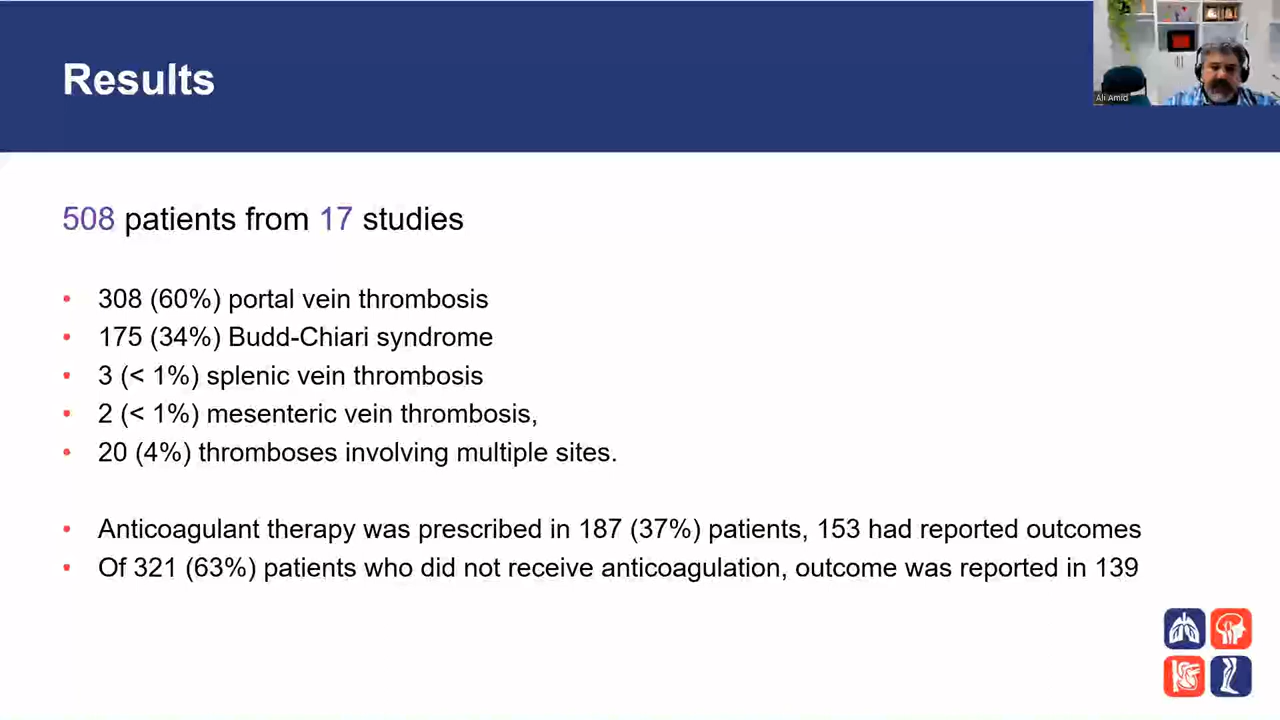 Results
Ali Amid
508 patients from 17 studies
• 308 (60%) portal vein thrombosis
• 175 (34%) Budd-Chiari syndrome
• 3 (< 1%) splenic vein thrombosis
• 2 (< 1%) mesenteric vein thrombosis,
• 20 (4%) thromboses involving multiple sites.
• Anticoagulant therapy was prescribed in 187 (37%) patients, 153 had reported outcomes
• Of 321 (63%) patients who did not receive anticoagulation, outcome was reported in 139